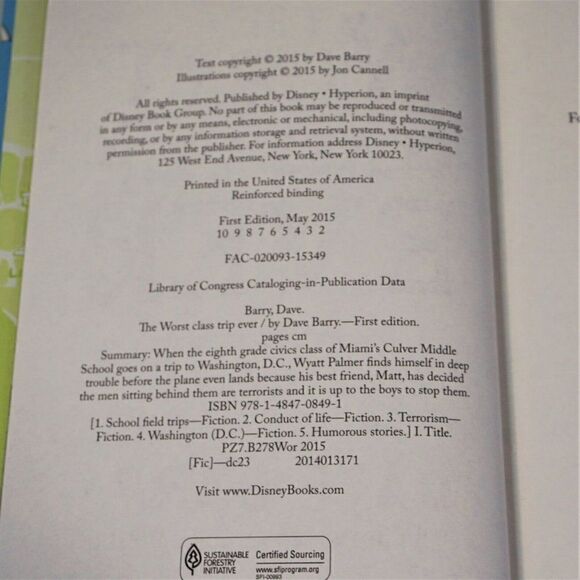 Text copyright © 2015 by Dave Barry
Illustrations copyright © 2015 by Jon Cannell
All rights reserved. Published by Disney • Hyperion, an imprint
of Disney Book Group. No part of this book may be reproduced or transmitted
in any form or by any means, electronic or mechanical, including photocopying,
recording, or by any information storage and retrieval system, without written
permission from the publisher. For information address Disney • Hyperion,
125 West End Avenue, New York, New York 10023.
Printed in the United States of America
Reinforced binding
First Edition, May 2015
10 9 8 7 6 5 4 3 2
FAC-020093-15349
Library of Congress Cataloging-in-Publication Data
Barry, Dave.
The Worst class trip ever / by Dave Barry.—First edition.
pages cm
Summary: When the eighth grade civics class of Miami's Culver Middle
School goes on a trip to Washington, D.C., Wyatt Palmer finds himself in deep
trouble before the plane even lands because his best friend, Matt, has decided
the men sitting behind them are terrorists and it is up to the boys to stop them.
ISBN 978-1-4847-0849-1
[1. School field trips—Fiction. 2. Conduct of life—Fiction. 3. Terrorism—
Fiction. 4. Washington (D.C.)—Fiction. 5. Humorous stories.] I. Title.
PZ7.B278Wor 2015
[Fic]—dc23 2014013171
Visit www.DisneyBooks.com
SUSTAINABLE
FORESTRY
INITIATIVE
Certified Sourcing
www.sfiprogram.org
SFI-00993